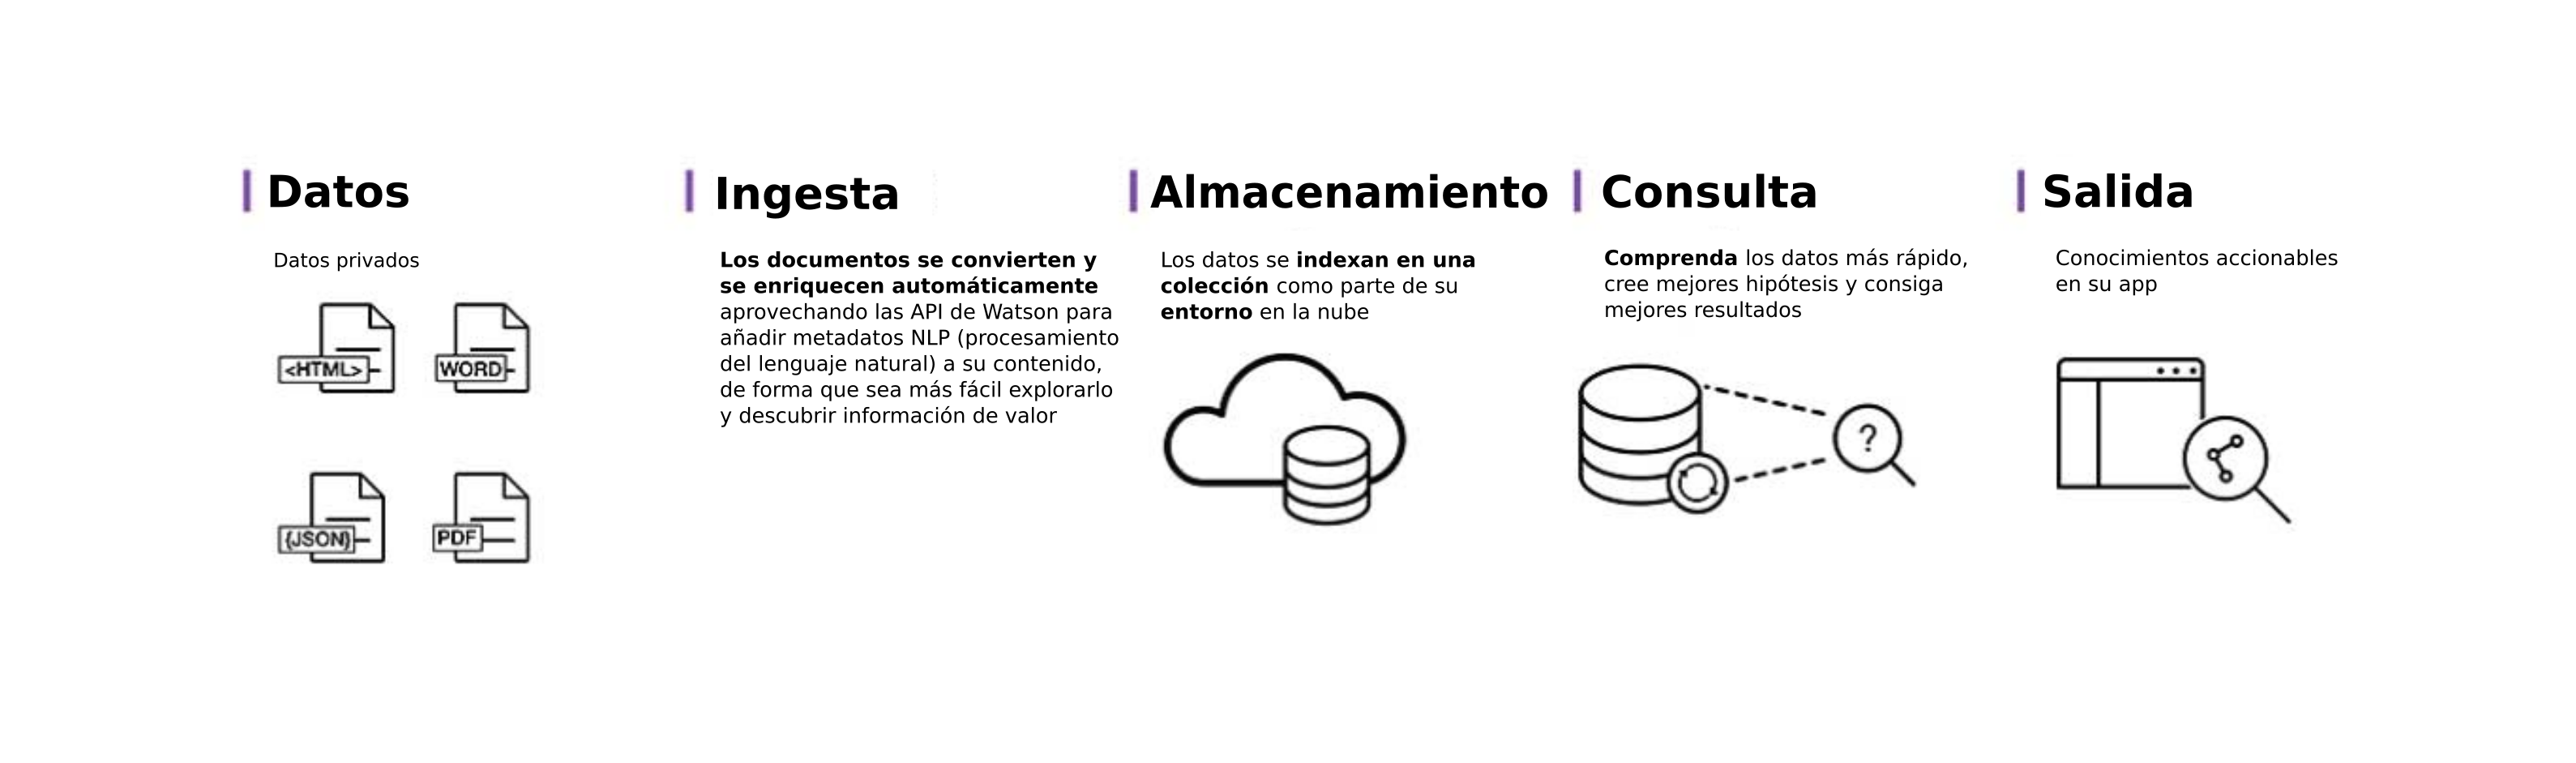 Datos
Datos privados
<HTML>
WORD
{JSON}
PDF
Ingesta
Los documentos se convierten y
se enriquecen automáticamente
aprovechando las API de Watson para
añadir metadatos NLP (procesamiento
del lenguaje natural) a su contenido,
de forma que sea más fácil explorarlo
y descubrir información de valor
Almacenamiento
Los datos se indexan en una
colección como parte de su
entorno en la nube
Consulta
Comprenda los datos más rápido,
cree mejores hipótesis y consiga
mejores resultados
?
Salida
Conocimientos accionables
en su app